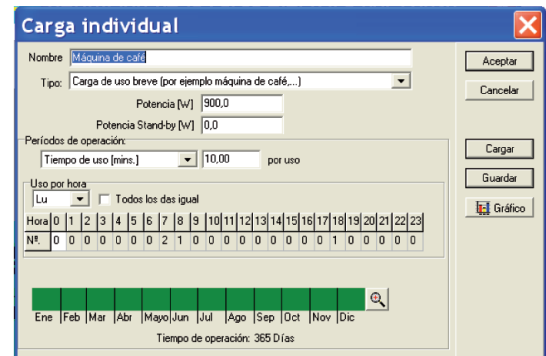 Carga individual
Nombre Máquina de café
Aceptar
Tipo: Carga de uso breve (por ejemplo máquina de café,...)
Cancelar
Potencia [W] 900,0
Potencia Stand-by [W] 0,0
Períodos de operación:
Cargar
Tiempo de uso [mins.] 10,00 por uso
Guardar
Uso por hora
Lu Todos los das igual
Gráfico
Hora 0 1 2 3 4 5 6 7 8 9 10 11 12 13 14 15 16 17 18 19 20 21 22 23
Nº. 0 0 0 0 0 0 0 2 1 0 0 0 0 0 0 0 0 0 1 0 0 0 0 0
Ene Feb Mar Abr Mayo Jun Jul Ago Sep Oct Nov Dic
Tiempo de operación: 365 Días